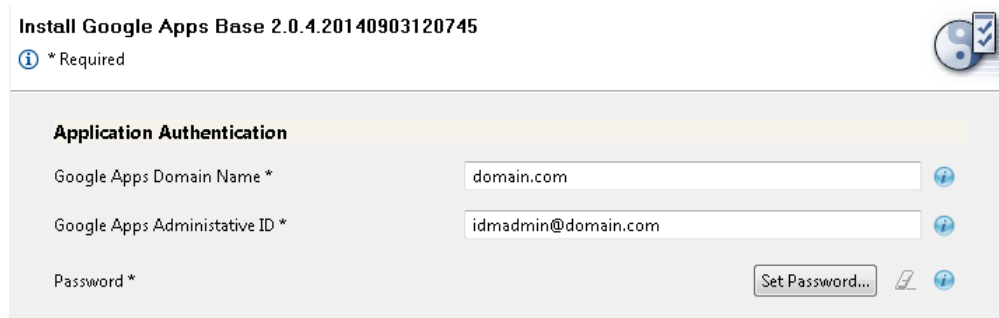 Install Google Apps Base 2.0.4.20140903120745
* Required
Application Authentication
Google Apps Domain Name *
domain.com
Google Apps Administative ID *
idmadmin@domain.com
Password *
Set Password...